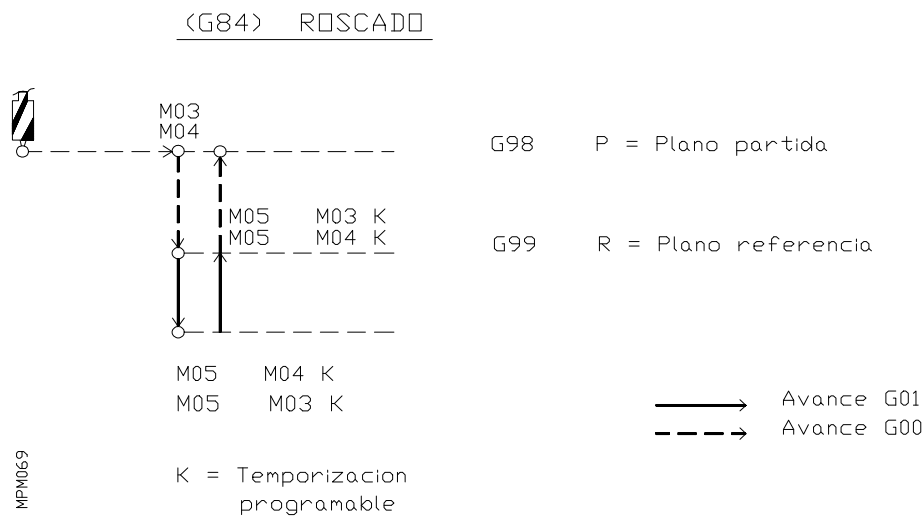 (G84) ROSCADO
M03
M04
G98 P = Plano partida
M05 M03 K
M05 M04 K
G99 R = Plano referencia
M05 M04 K
M05 M03 K
Avance G01
Avance G00
K = Temporizacion
programable
MPM069